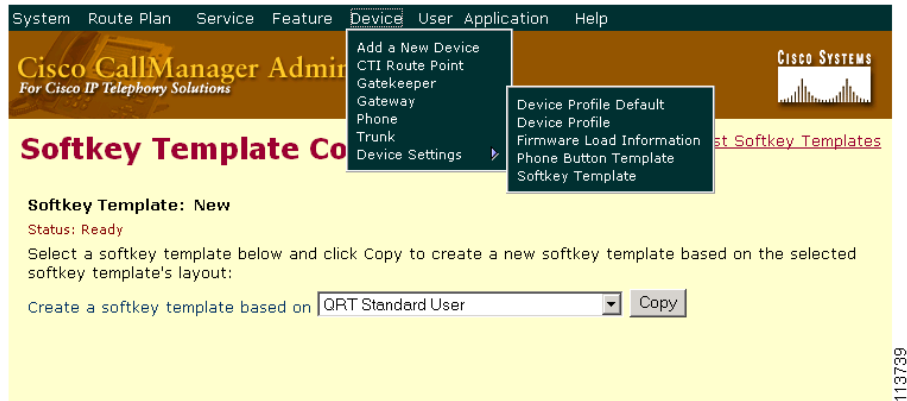 System Route Plan Service Feature Device User Application Help
Cisco CallManager Admin
For Cisco IP Telephony Solutions
CISCO SYSTEMS
Add a New Device
CTI Route Point
Gatekeeper
Gateway
Phone
Trunk
Device Settings
Device Profile Default
Device Profile
Firmware Load Information
Phone Button Template
Softkey Template
Softkey Template Co
st Softkey Templates
Softkey Template: New
Status: Ready
Select a softkey template below and click Copy to create a new softkey template based on the selected
softkey template's layout:
Create a softkey template based on QRT Standard User Copy
113739